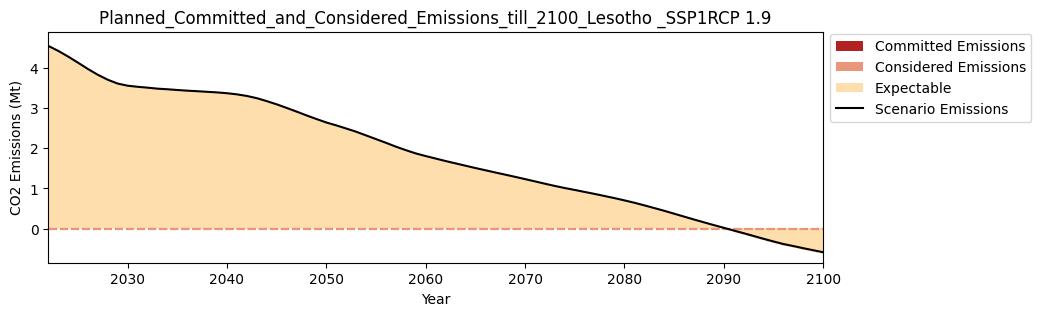 Planned_Committed_and_Considered_Emissions_till_2100_Lesotho _SSP1RCP 1.9
CO2 Emissions (Mt)
4
3
2
1
0
2030 2040 2050 2060 2070 2080 2090 2100
Year
Committed Emissions
Considered Emissions
Expectable
Scenario Emissions